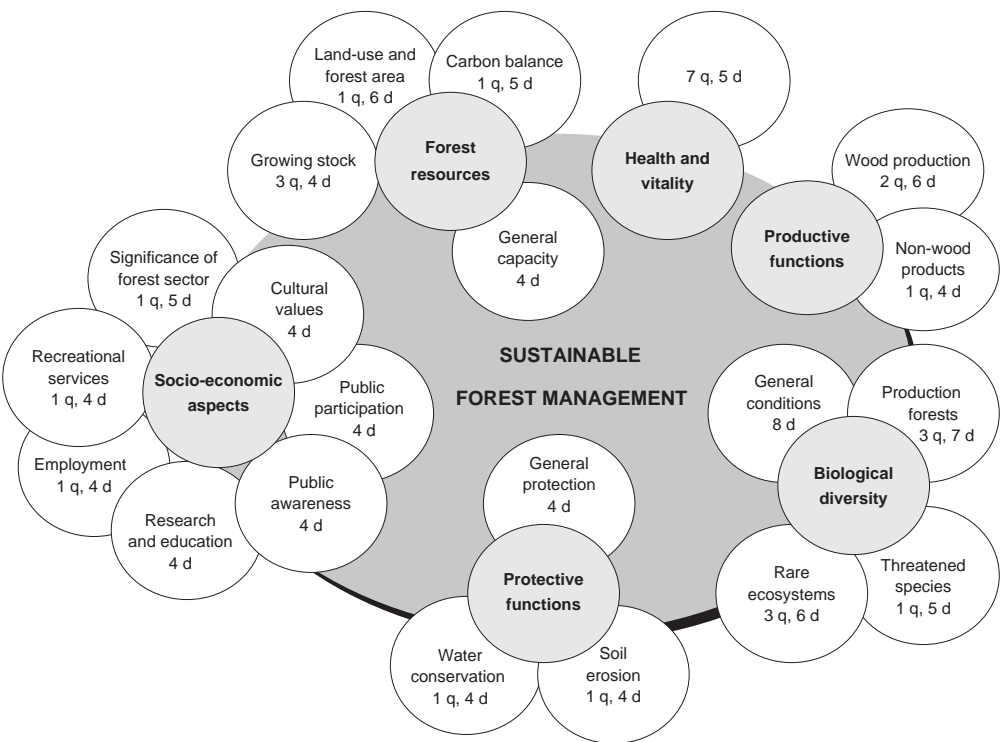 Land-use and
forest area
1 q, 6 d
Carbon balance
1 q, 5 d
7 q, 5 d
Growing stock
3 q, 4 d
Forest
resources
Health and
vitality
Wood production
2 q, 6 d
General
capacity
4 d
Productive
functions
Non-wood
products
1 q, 4 d
Significance of
forest sector
1 q, 5 d
Cultural
values
4 d
Recreational
services
1 q, 4 d
Socio-economic
aspects
Public
participation
4 d
SUSTAINABLE
FOREST MANAGEMENT
General
conditions
8 d
Production
forests
3 q, 7 d
Employment
1 q, 4 d
Public
awareness
4 d
Research
and education
4 d
General
protection
4 d
Biological
diversity
Protective
functions
Rare
ecosystems
3 q, 6 d
Threatened
species
1 q, 5 d
Water
conservation
1 q, 4 d
Soil
erosion
1 q, 4 d